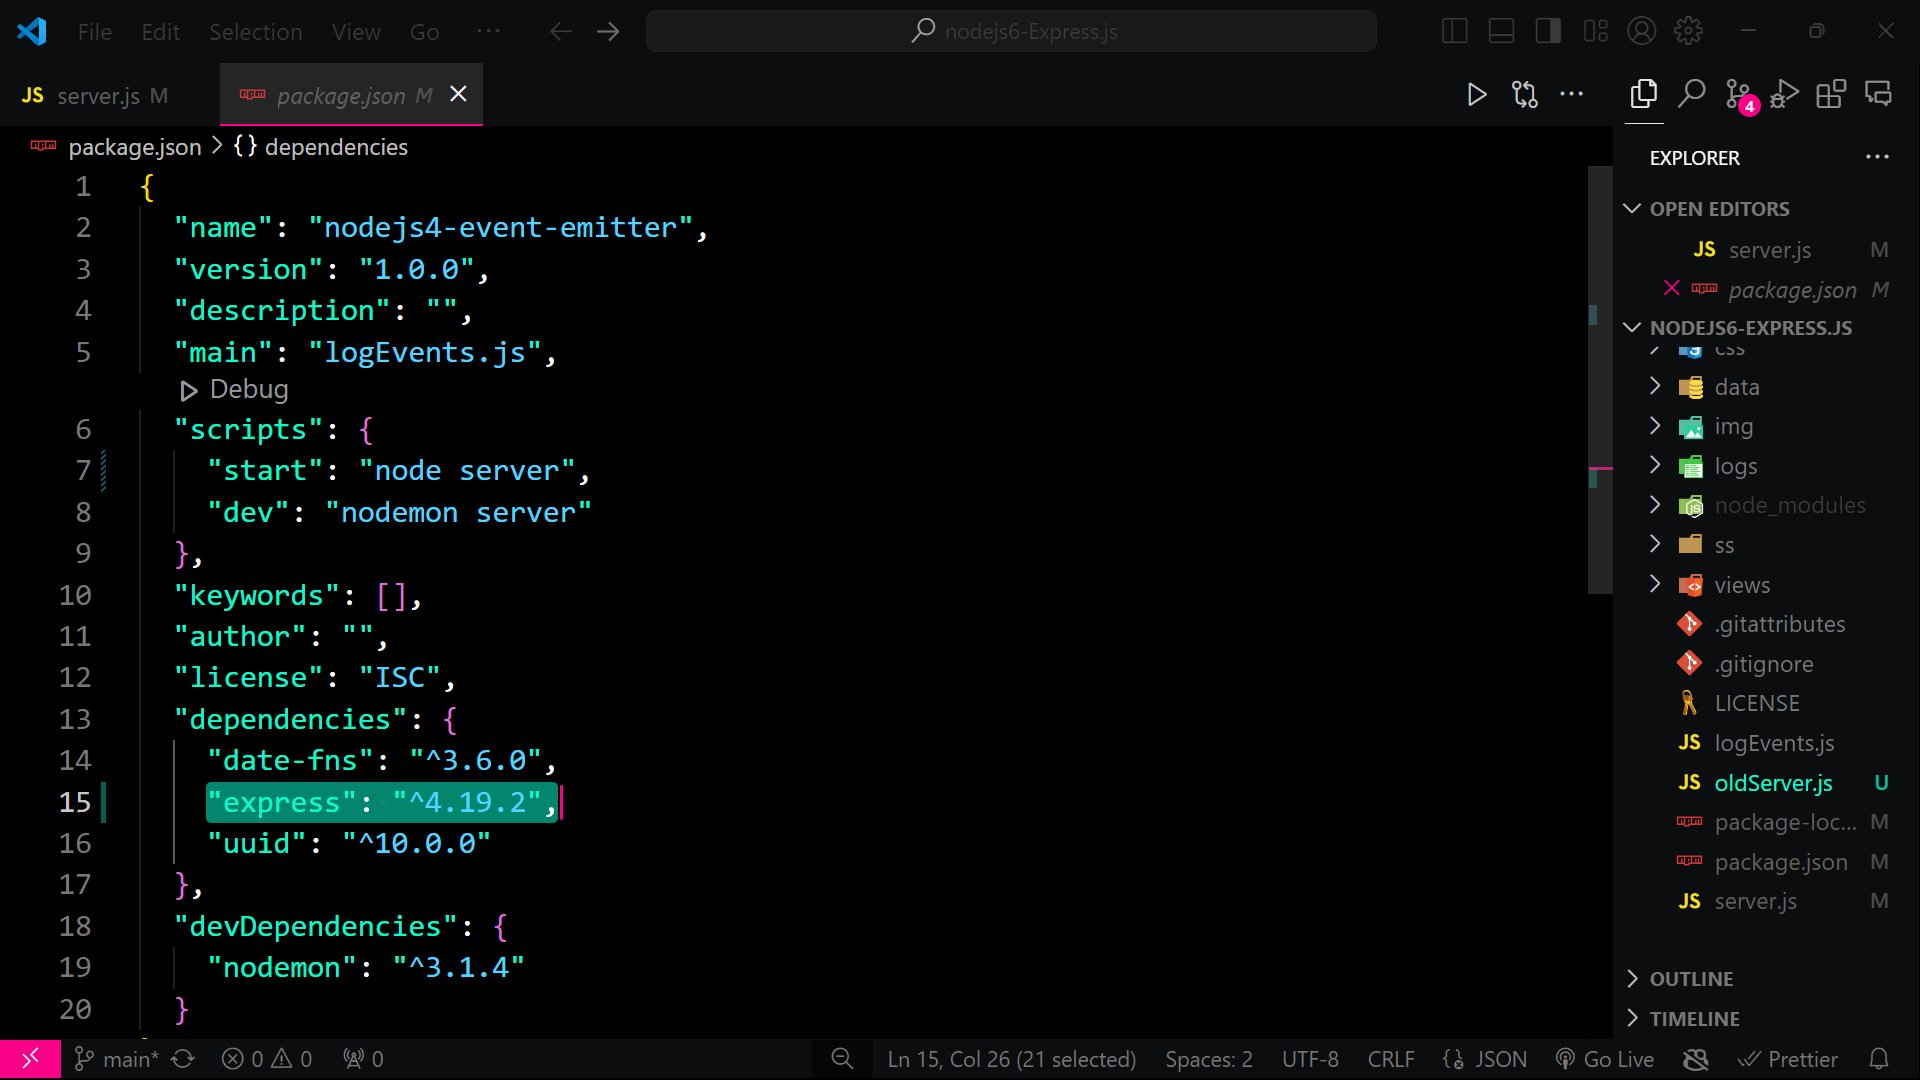 File Edit Selection View Go ··· nodejs6-Express.js
JS server.js M package.json M
package.json > {} dependencies
1 {
2 "name": "nodejs4-event-emitter",
3 "version": "1.0.0",
4 "description": "",
5 "main": "logEvents.js",
Debug
6 "scripts": {
7 "start": "node server",
8 "dev": "nodemon server"
9 },
10 "keywords": [],
11 "author": "",
12 "license": "ISC",
13 "dependencies": {
14 "date-fns": "^3.6.0",
15 "express": "^4.19.2",
16 "uuid": "^10.0.0"
17 },
18 "devDependencies": {
19 "nodemon": "^3.1.4"
20 }
4
EXPLORER ···
OPEN EDITORS
JS server.js M
package.json M
NODEJS6-EXPRESS.JS
css
data
img
logs
node_modules
ss
views
.gitattributes
.gitignore
LICENSE
JS logEvents.js
JS oldServer.js U
package-loc... M
package.json M
JS server.js M
OUTLINE
TIMELINE
main* 0 0 0 Ln 15, Col 26 (21 selected) Spaces: 2 UTF-8 CRLF {} JSON Go Live Prettier